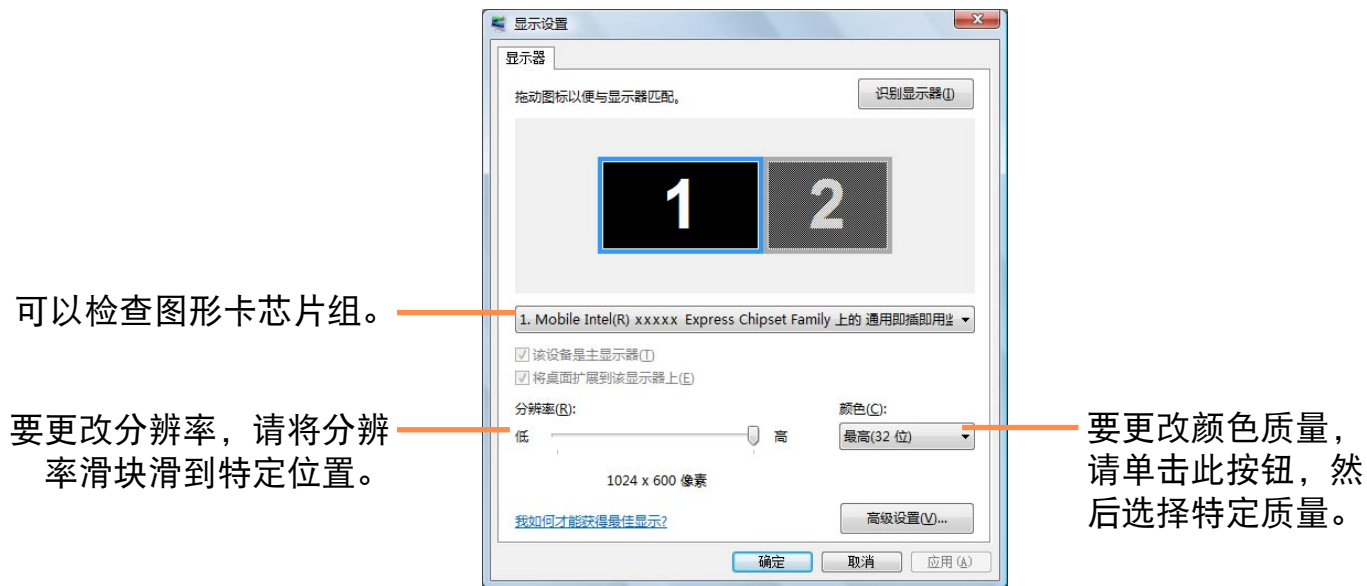 显示设置
显示器
拖动图标以便与显示器匹配。
识别显示器(I)
1
2
可以检查图形卡芯片组。
1. Mobile Intel(R) xxxxx Express Chipset Family 上的 通用即插即用
该设备是主显示器(T)
将桌面扩展到该显示器上(E)
要更改分辨率，请将分辨
率滑块滑到特定位置。
分辨率(R):
低
高
1024 x 600 像素
颜色(C):
最高(32 位)
要更改颜色质量，
请单击此按钮，然
后选择特定质量。
我如何才能获得最佳显示?
高级设置(V)...
确定
取消
应用(A)